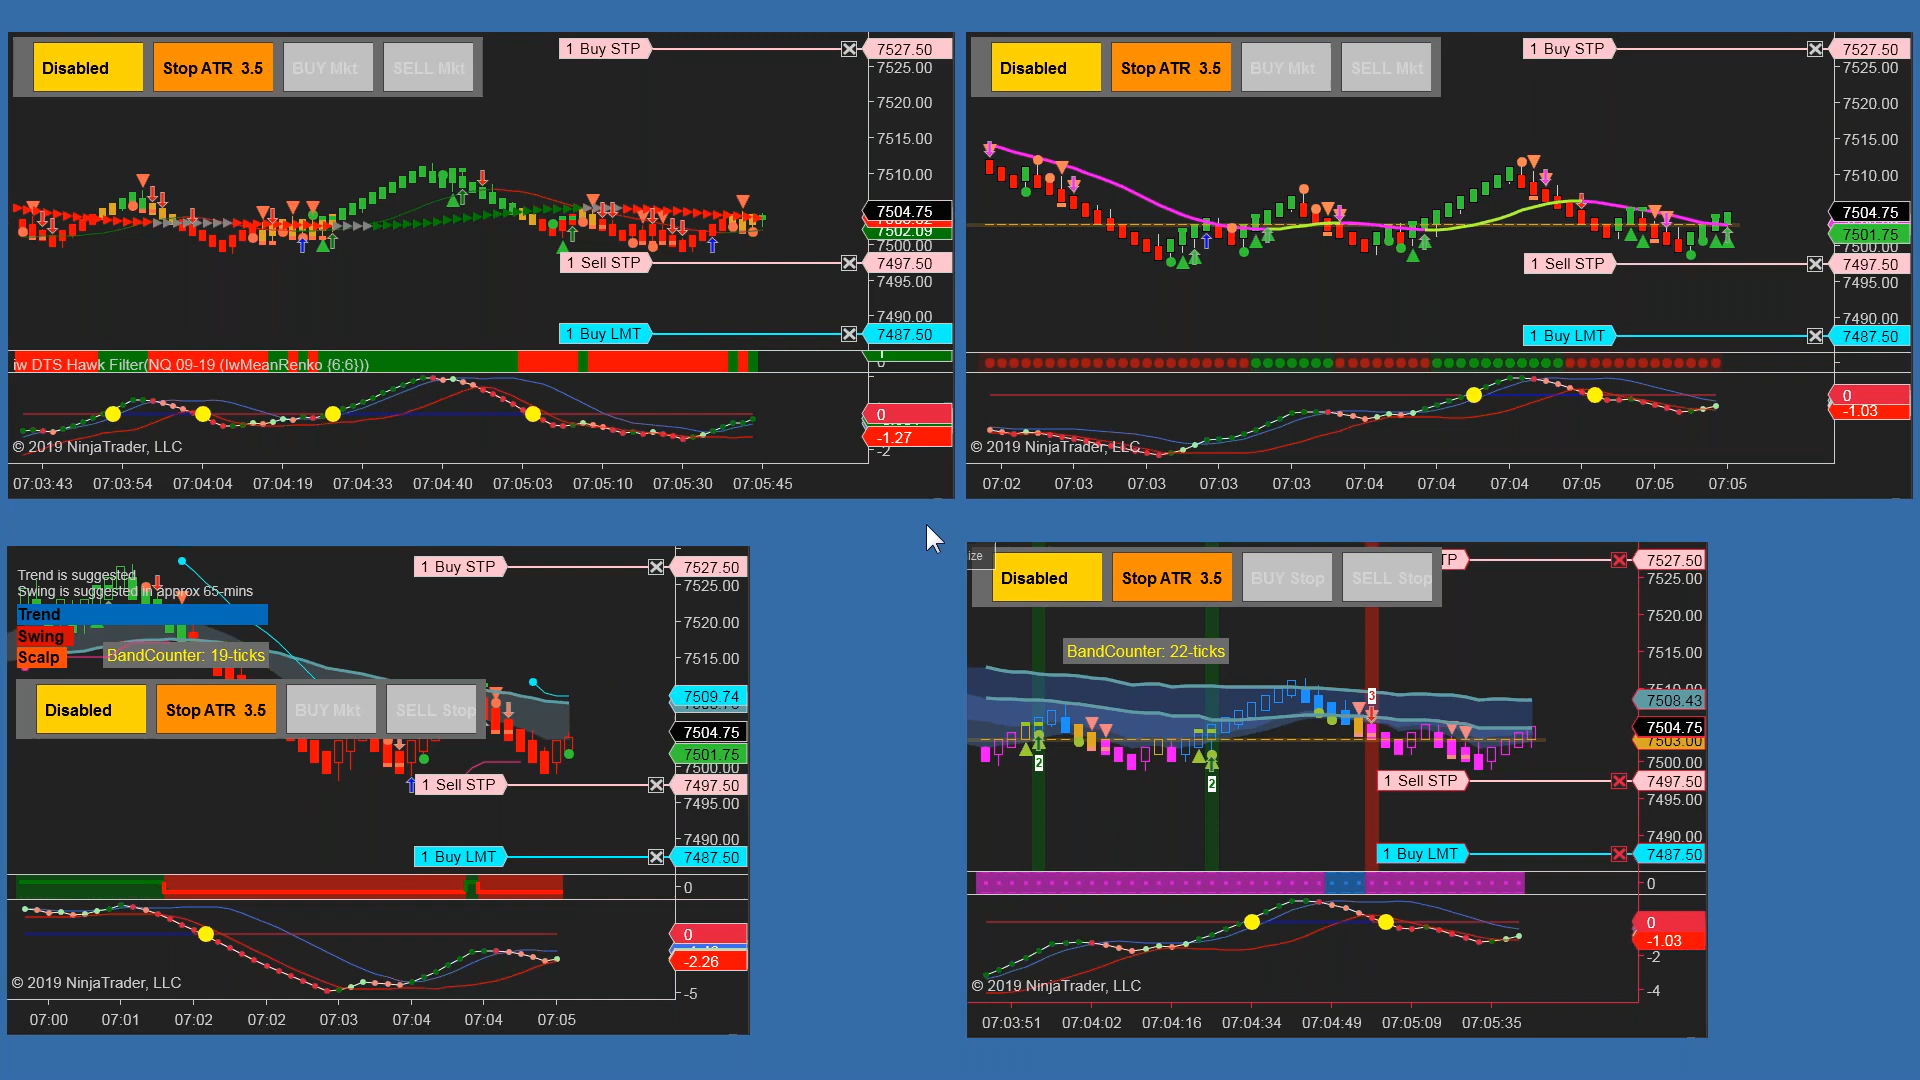 Disabled
Stop ATR 3.5
BUY Mkt
SELL Mkt
1 Buy STP
7527.50
7525.00
7520.00
7515.00
7510.00
7504.75
7502.09
7500.00
1 Sell STP
7497.50
7495.00
7490.00
1 Buy LMT
7487.50
iw DTS Hawk Filter(NQ 09-19 (IwMeanRenko {6;6}))
0
-1.27
-2
© 2019 NinjaTrader, LLC
07:03:43 07:03:54 07:04:04 07:04:19 07:04:33 07:04:40 07:05:03 07:05:10 07:05:30 07:05:45
Disabled
Stop ATR 3.5
BUY Mkt
SELL Mkt
1 Buy STP
7527.50
7525.00
7520.00
7515.00
7510.00
7504.75
7501.75
7500.00
1 Sell STP
7497.50
7495.00
7490.00
1 Buy LMT
7487.50
0
-1.03
© 2019 NinjaTrader, LLC
07:02 07:03 07:03 07:03 07:03 07:04 07:04 07:04 07:05 07:05 07:05
Trend is suggested
Swing is suggested in approx 65-mins
Trend
Swing
Scalp
BandCounter: 19-ticks
Disabled
Stop ATR 3.5
BUY Mkt
SELL Stop
1 Buy STP
7527.50
7525.00
7520.00
7515.00
7509.74
7504.75
7501.75
7500.00
1 Sell STP
7497.50
7495.00
7490.00
1 Buy LMT
7487.50
0
0
-2.26
-5
© 2019 NinjaTrader, LLC
07:00 07:01 07:02 07:02 07:03 07:04 07:04 07:05
ize
Disabled
Stop ATR 3.5
BUY Stop
SELL Stop
TP
7527.50
7525.00
7520.00
BandCounter: 22-ticks
7515.00
7510.00
7508.43
3
7504.75
7503.00
2
7500.00
2
1 Sell STP
7497.50
7495.00
7490.00
1 Buy LMT
7487.50
0
0
-1.03
-2
-4
© 2019 NinjaTrader, LLC
07:03:51 07:04:02 07:04:16 07:04:34 07:04:49 07:05:09 07:05:35